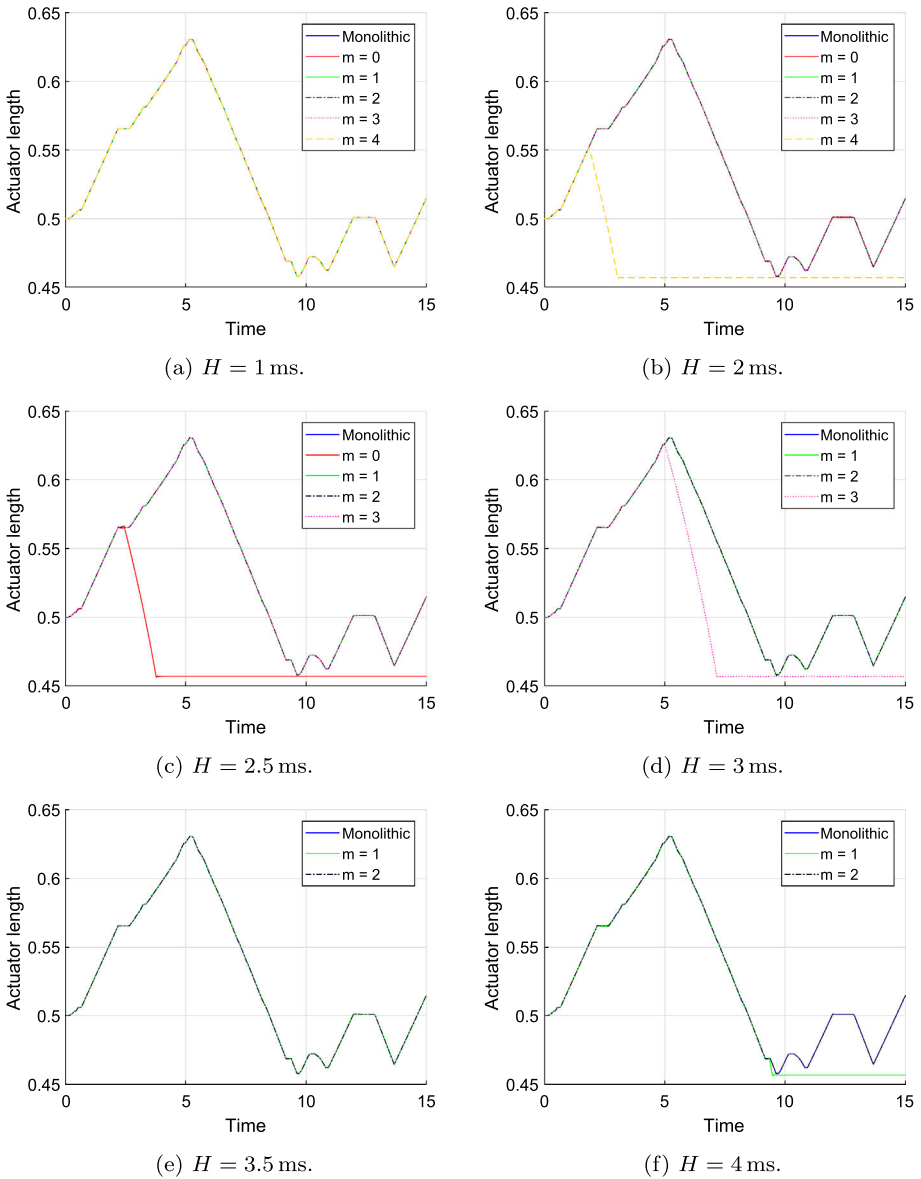 0.65
0.6
0.55
0.5
0.45
Actuator length
0 5 10 15
Time
Monolithic
m = 0
m = 1
m = 2
m = 3
m = 4
(a) H = 1 ms.
0.65
0.6
0.55
0.5
0.45
Actuator length
0 5 10 15
Time
Monolithic
m = 0
m = 1
m = 2
m = 3
m = 4
(b) H = 2 ms.
0.65
0.6
0.55
0.5
0.45
Actuator length
0 5 10 15
Time
Monolithic
m = 0
m = 1
m = 2
m = 3
(c) H = 2.5 ms.
0.65
0.6
0.55
0.5
0.45
Actuator length
0 5 10 15
Time
Monolithic
m = 1
m = 2
m = 3
(d) H = 3 ms.
0.65
0.6
0.55
0.5
0.45
Actuator length
0 5 10 15
Time
Monolithic
m = 1
m = 2
(e) H = 3.5 ms.
0.65
0.6
0.55
0.5
0.45
Actuator length
0 5 10 15
Time
Monolithic
m = 1
m = 2
(f) H = 4 ms.